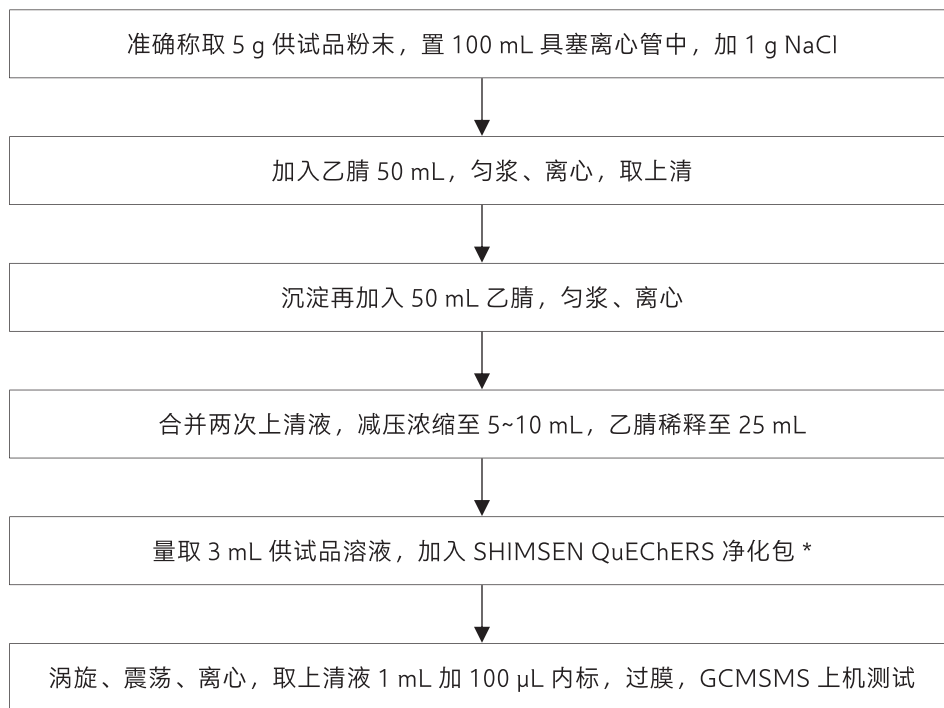 准确称取 5 g 供试品粉末，置 100 mL 具塞离心管中，加 1 g NaCl
加入乙腈 50 mL，匀浆、离心，取上清
沉淀再加入 50 mL 乙腈，匀浆、离心
合并两次上清液，减压浓缩至 5~10 mL，乙腈稀释至 25 mL
量取 3 mL 供试品溶液，加入 SHIMSEN QuEChERS 净化包 *
涡旋、震荡、离心，取上清液 1 mL 加 100 μL 内标，过膜，GCMSMS 上机测试